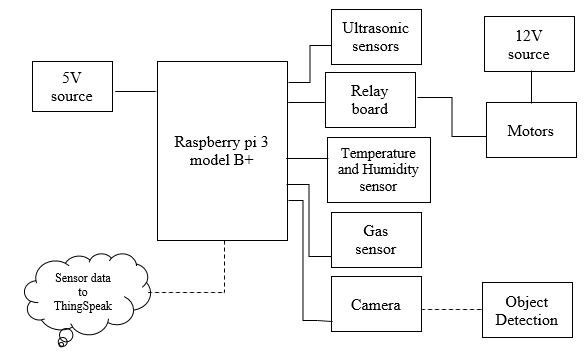 Ultrasonic
sensors
12V
source
5V
source
Relay
board
Raspberry pi 3
model B+
Motors
Temperature
and Humidity
sensor
Gas
sensor
Sensor data
to
ThingSpeak
Camera
Object
Detection